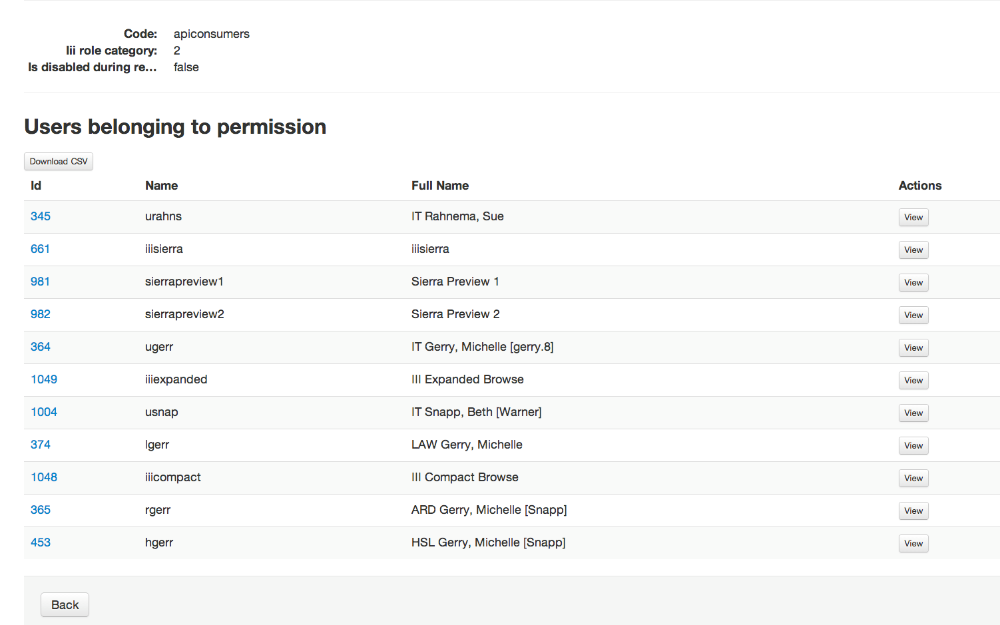 Code: apiconsumers
Iii role category: 2
Is disabled during re... false
Users belonging to permission
Download CSV
Id Name Full Name Actions
345 urahns IT Rahnema, Sue View
661 iiisierra iiisierra View
981 sierrapreview1 Sierra Preview 1 View
982 sierrapreview2 Sierra Preview 2 View
364 ugerr IT Gerry, Michelle [gerry.8] View
1049 iiiexpanded III Expanded Browse View
1004 usnap IT Snapp, Beth [Warner] View
374 lgerr LAW Gerry, Michelle View
1048 iiicompact III Compact Browse View
365 rgerr ARD Gerry, Michelle [Snapp] View
453 hgerr HSL Gerry, Michelle [Snapp] View
Back